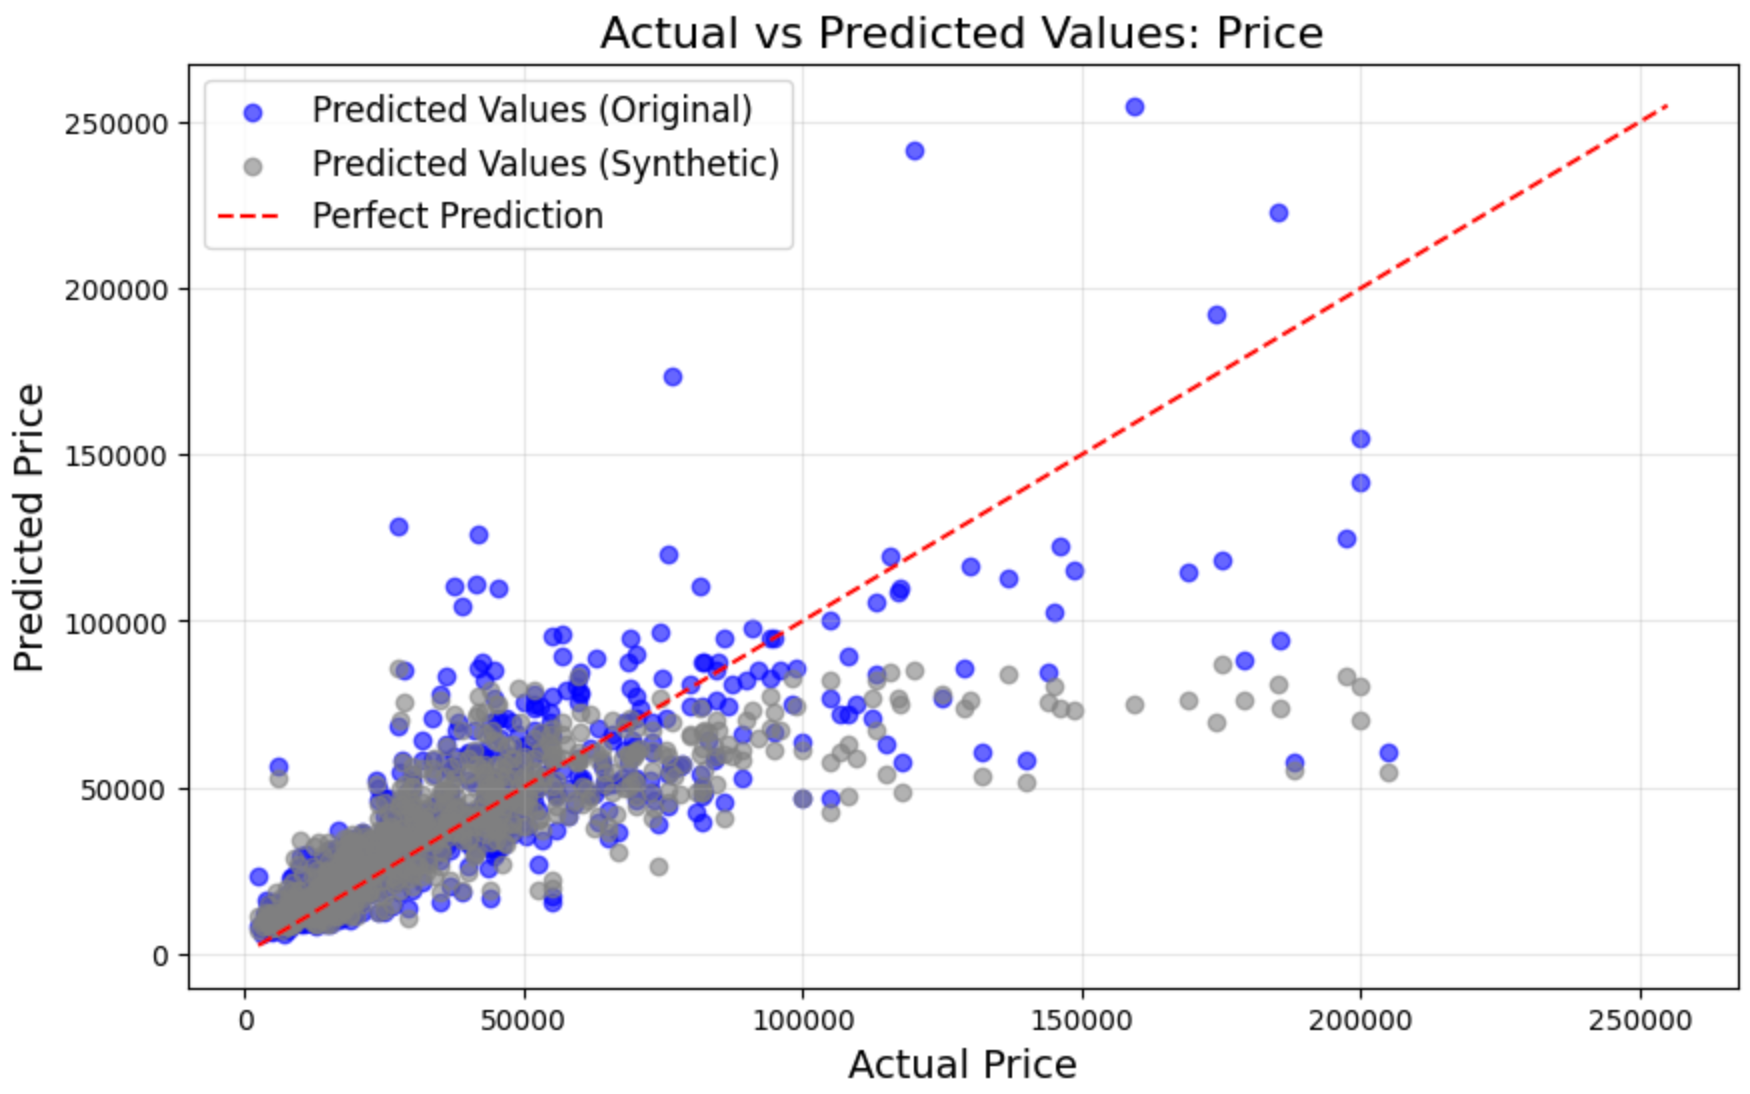 Actual vs Predicted Values: Price
Predicted Values (Original)
Predicted Values (Synthetic)
Perfect Prediction
Predicted Price
250000
200000
150000
100000
50000
0
0 50000 100000 150000 200000 250000
Actual Price